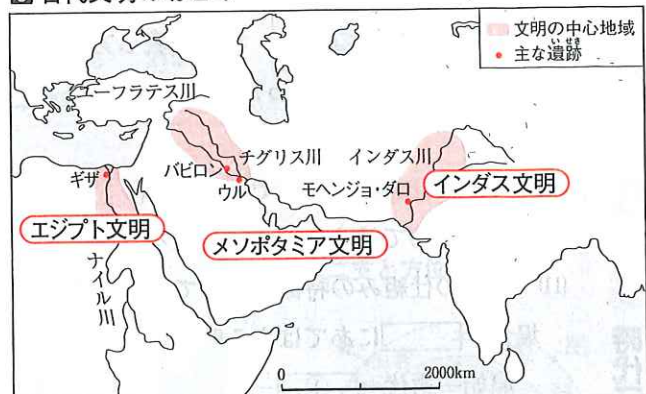 文明の中心地域
主な遺跡
いせき
ユーフラテス川
チグリス川
インダス川
バビロン
ウル
ギザ
モヘンジョ・ダロ
インダス文明
エジプト文明
メソポタミア文明
ナイル川
0
2000km